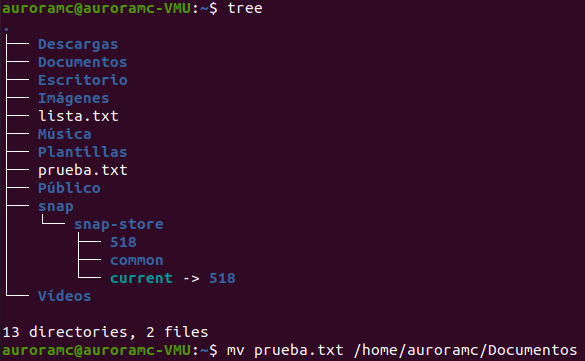 auroramc@auroramc-VMU:~$ tree
.
├── Descargas
├── Documentos
├── Escritorio
├── Imágenes
├── lista.txt
├── Música
├── Plantillas
├── prueba.txt
├── Público
├── snap
│   └── snap-store
│       ├── 518
│       ├── common
│       └── current -> 518
└── Vídeos
13 directories, 2 files
auroramc@auroramc-VMU:~$ mv prueba.txt /home/auroramc/Documentos